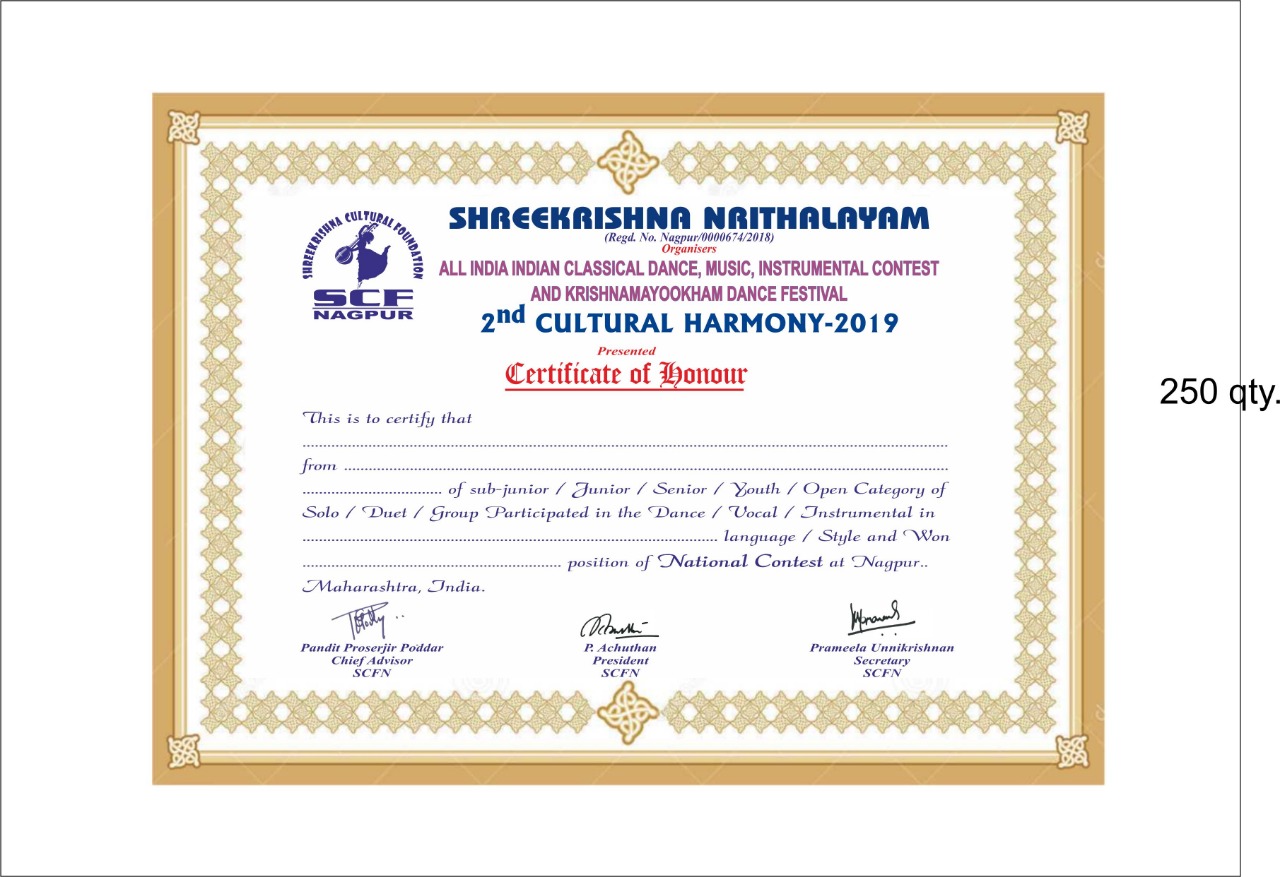 SHREEKRISHNA CULTURAL FOUNDATION
SCF
NAGPUR
SHREEKRISHNA NRITHALAYAM
(Regd. No. Nagpur/0000674/2018)
Organisers
ALL INDIA INDIAN CLASSICAL DANCE, MUSIC, INSTRUMENTAL CONTEST
AND KRISHNAMAYOOKHAM DANCE FESTIVAL
2nd CULTURAL HARMONY-2019
Presented
Certificate of Honour
250 qty.
This is to certify that
................................................................................
from ................................................................................
.................................. of sub-junior / Junior / Senior / Youth / Open Category of
Solo / Duet / Group Participated in the Dance / Vocal / Instrumental in
................................................................................ language / Style and Won
............................................................... position of National Contest at Nagpur..
Maharashtra, India.
Pandit Proserjir Poddar
Chief Advisor
SCFN
P. Achuthan
President
SCFN
Prameela Unnikrishnan
Secretary
SCFN